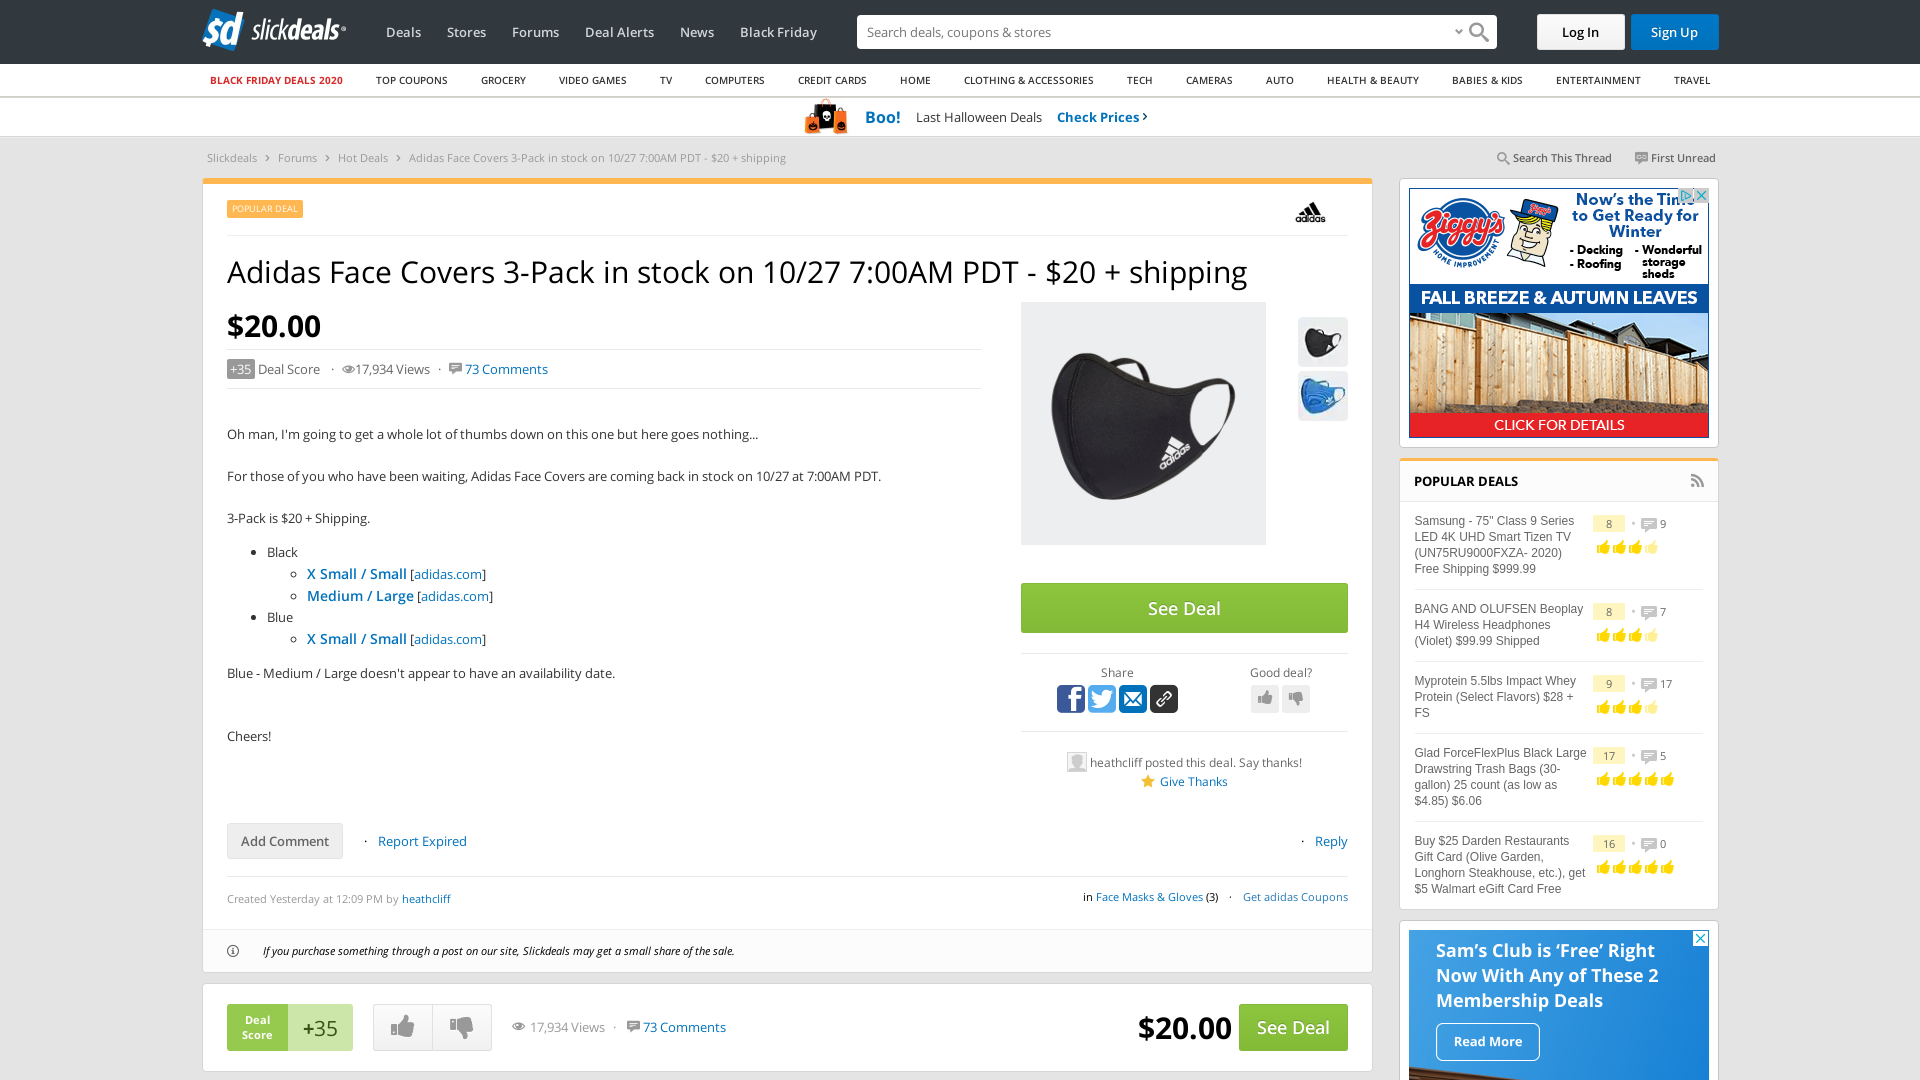 slickdeals
Deals Stores Forums Deal Alerts News Black Friday
Search deals, coupons & shops
Log In
Sign Up
BLACK FRIDAY DEALS 2020 TOP COUPONS GROCERY VIDEO GAMES TV COMPUTERS CREDIT CARDS HOME CLOTHING & ACCESSORIES TECH CAMERAS AUTO HEALTH & BEAUTY BABIES & KIDS ENTERTAINMENT TRAVEL
Boo! Last Halloween Deals Check Prices ›
Slickdeals › Forums › Hot Deals › Adidas Face Covers 3-Pack in stock on 10/27 7:00AM PDT - $20 + shipping
Search This Thread First Unread
POPULAR DEAL
adidas
Adidas Face Covers 3-Pack in stock on 10/27 7:00AM PDT - $20 + shipping
$20.00
+35 Deal Score · 17,934 Views · 73 Comments
Oh man, I'm going to get a whole lot of thumbs down on this one but here goes nothing...
For those of you who have been waiting, Adidas Face Covers are coming back in stock on 10/27 at 7:00AM PDT.
3-Pack is $20 + Shipping.
Black
X Small / Small [adidas.com]
Medium / Large [adidas.com]
Blue
X Small / Small [adidas.com]
Blue - Medium / Large doesn't appear to have an availability date.
Cheers!
adidas
See Deal
Share
Good deal?
heathcliff posted this deal. Say thanks!
Give Thanks
Add Comment · Report Expired
· Reply
Created Yesterday at 12:09 PM by heathcliff
in Face Masks & Gloves (3) · Get adidas Coupons
If you purchase something through a post on our site, Slickdeals may get a small share of the sale.
Deal
Score
+35
17,934 Views · 73 Comments
$20.00
See Deal
Ziggy's
HOME IMPROVEMENT
Now's the Time
to Get Ready for
Winter
- Decking
- Roofing
- Wonderful
storage
sheds
FALL BREEZE & AUTUMN LEAVES
CLICK FOR DETAILS
POPULAR DEALS
Samsung - 75" Class 9 Series
LED 4K UHD Smart Tizen TV
(UN75RU9000FXZA- 2020)
Free Shipping $999.99
8 • 9
BANG AND OLUFSEN Beoplay
H4 Wireless Headphones
(Violet) $99.99 Shipped
8 • 7
Myprotein 5.5lbs Impact Whey
Protein (Select Flavors) $28 +
FS
9 • 17
Glad ForceFlexPlus Black Large
Drawstring Trash Bags (30-
gallon) 25 count (as low as
$4.85) $6.06
17 • 5
Buy $25 Darden Restaurants
Gift Card (Olive Garden,
Longhorn Steakhouse, etc.), get
$5 Walmart eGift Card Free
16 • 0
Sam's Club is 'Free' Right
Now With Any of These 2
Membership Deals
Read More